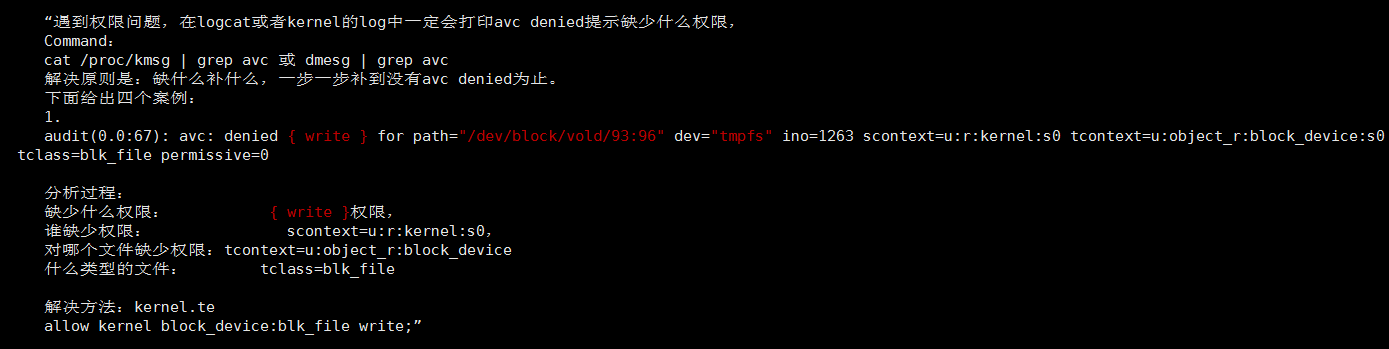 “遇到权限问题，在logcat或者kernel的log中一定会打印avc denied提示缺少什么权限，
Command：
cat /proc/kmsg | grep avc 或 dmesg | grep avc
解决原则是：缺什么补什么，一步一步补到没有avc denied为止。
下面给出四个案例：
1.
audit(0.0:67): avc: denied { write } for path="/dev/block/vold/93:96" dev="tmpfs" ino=1263 scontext=u:r:kernel:s0 tcontext=u:object_r:block_device:s0
tclass=blk_file permissive=0
分析过程：
缺少什么权限： { write }权限，
谁缺少权限： scontext=u:r:kernel:s0，
对哪个文件缺少权限：tcontext=u:object_r:block_device
什么类型的文件： tclass=blk_file
解决方法：kernel.te
allow kernel block_device:blk_file write;”